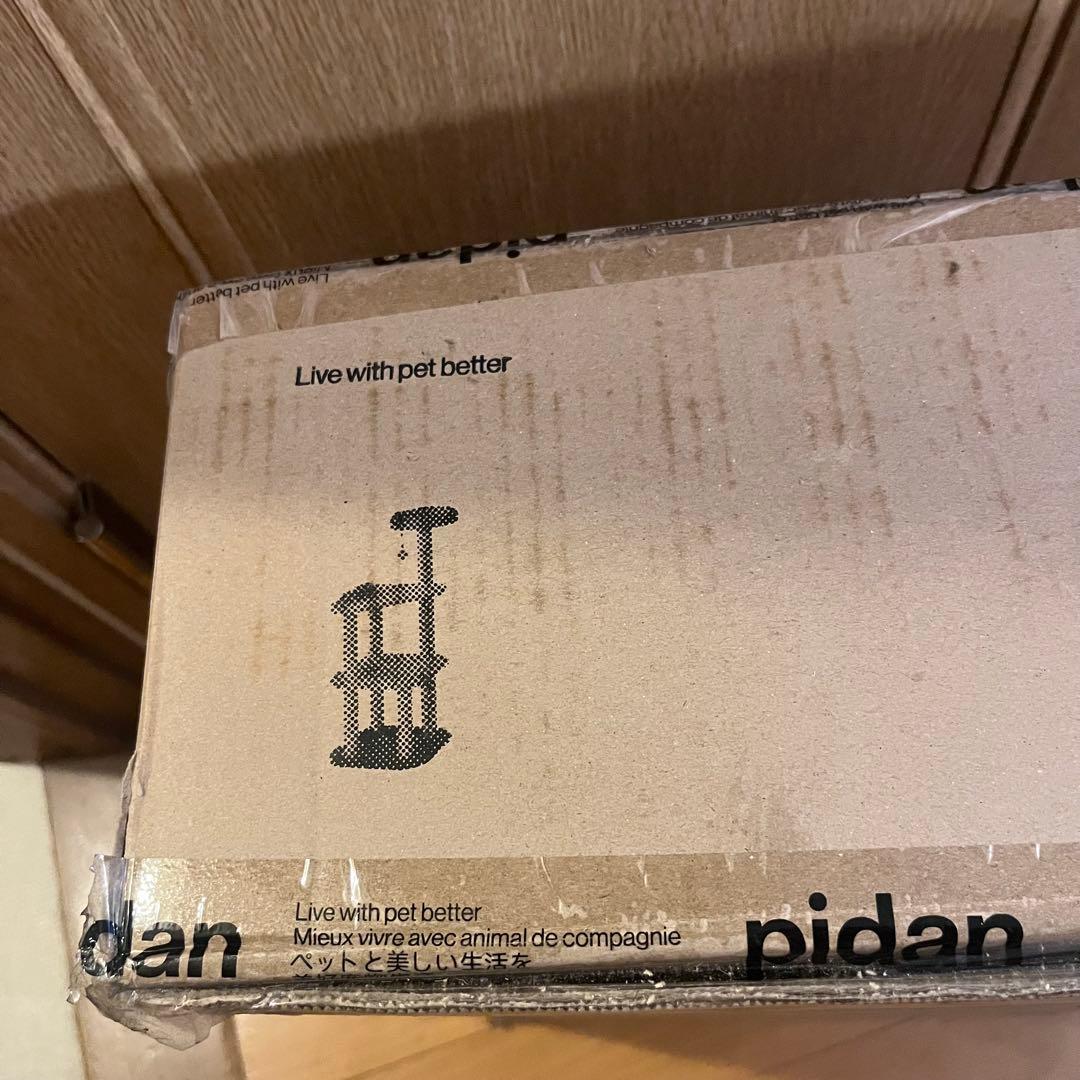 pidan
Live with pet better
Live with pet better
dan
Live with pet better
Mieux vivre avec animal de compagnie
ペットと美しい生活を
pidan